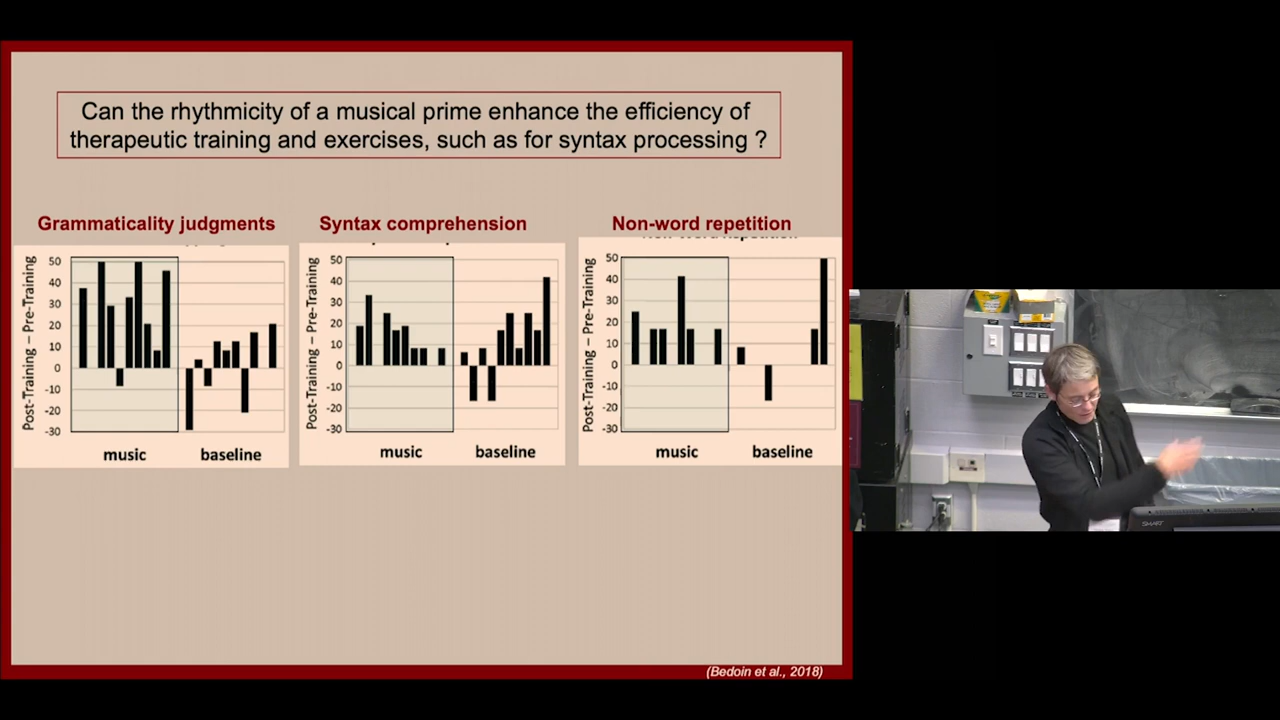 Can the rhythmicity of a musical prime enhance the efficiency of
therapeutic training and exercises, such as for syntax processing ?
Grammaticality judgments
Syntax comprehension
Non-word repetition
Post-Training – Pre-Training
50
40
30
20
10
0
-10
-20
-30
music
baseline
Post-Training – Pre-Training
50
40
30
20
10
0
-10
-20
-30
music
baseline
Post-Training – Pre-Training
50
40
30
20
10
0
-10
-20
-30
music
baseline
(Bedoin et al., 2018)
SMART